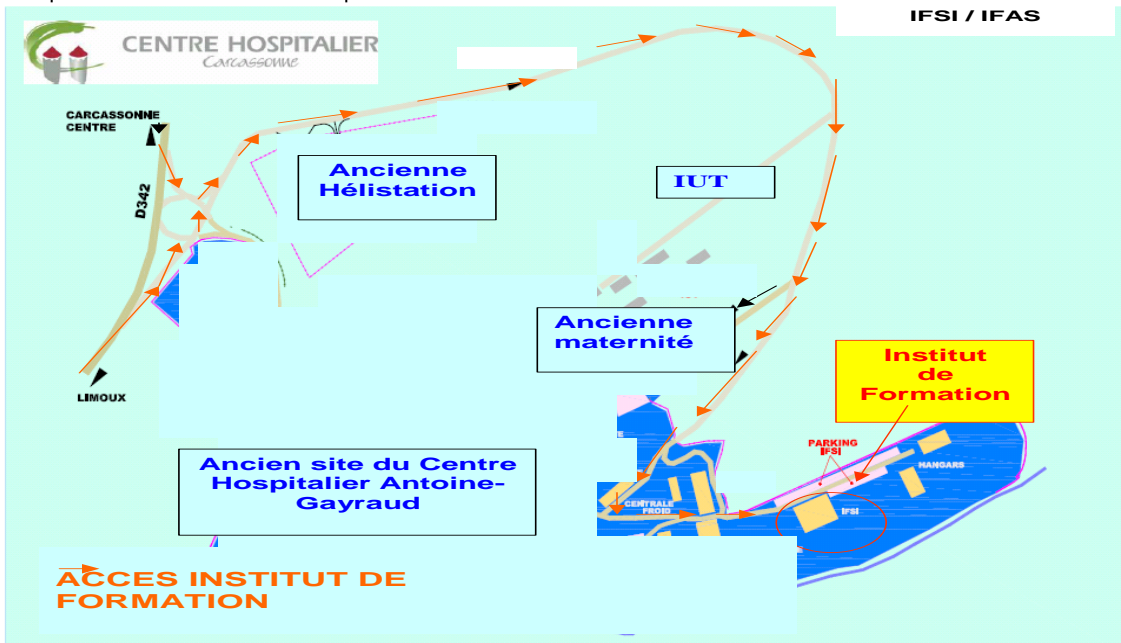 IFSI / IFAS
CENTRE HOSPITALIER
Carcassonne
CARCASSONNE
CENTRE
D342
LIMOUX
Ancienne
Hélistation
IUT
Ancienne
maternité
Institut
de
Formation
PARKING
IFSI
HANGARS
IFSI
CENTRALE
FROID
Ancien site du Centre
Hospitalier Antoine-
Gayraud
ACCES INSTITUT DE
FORMATION